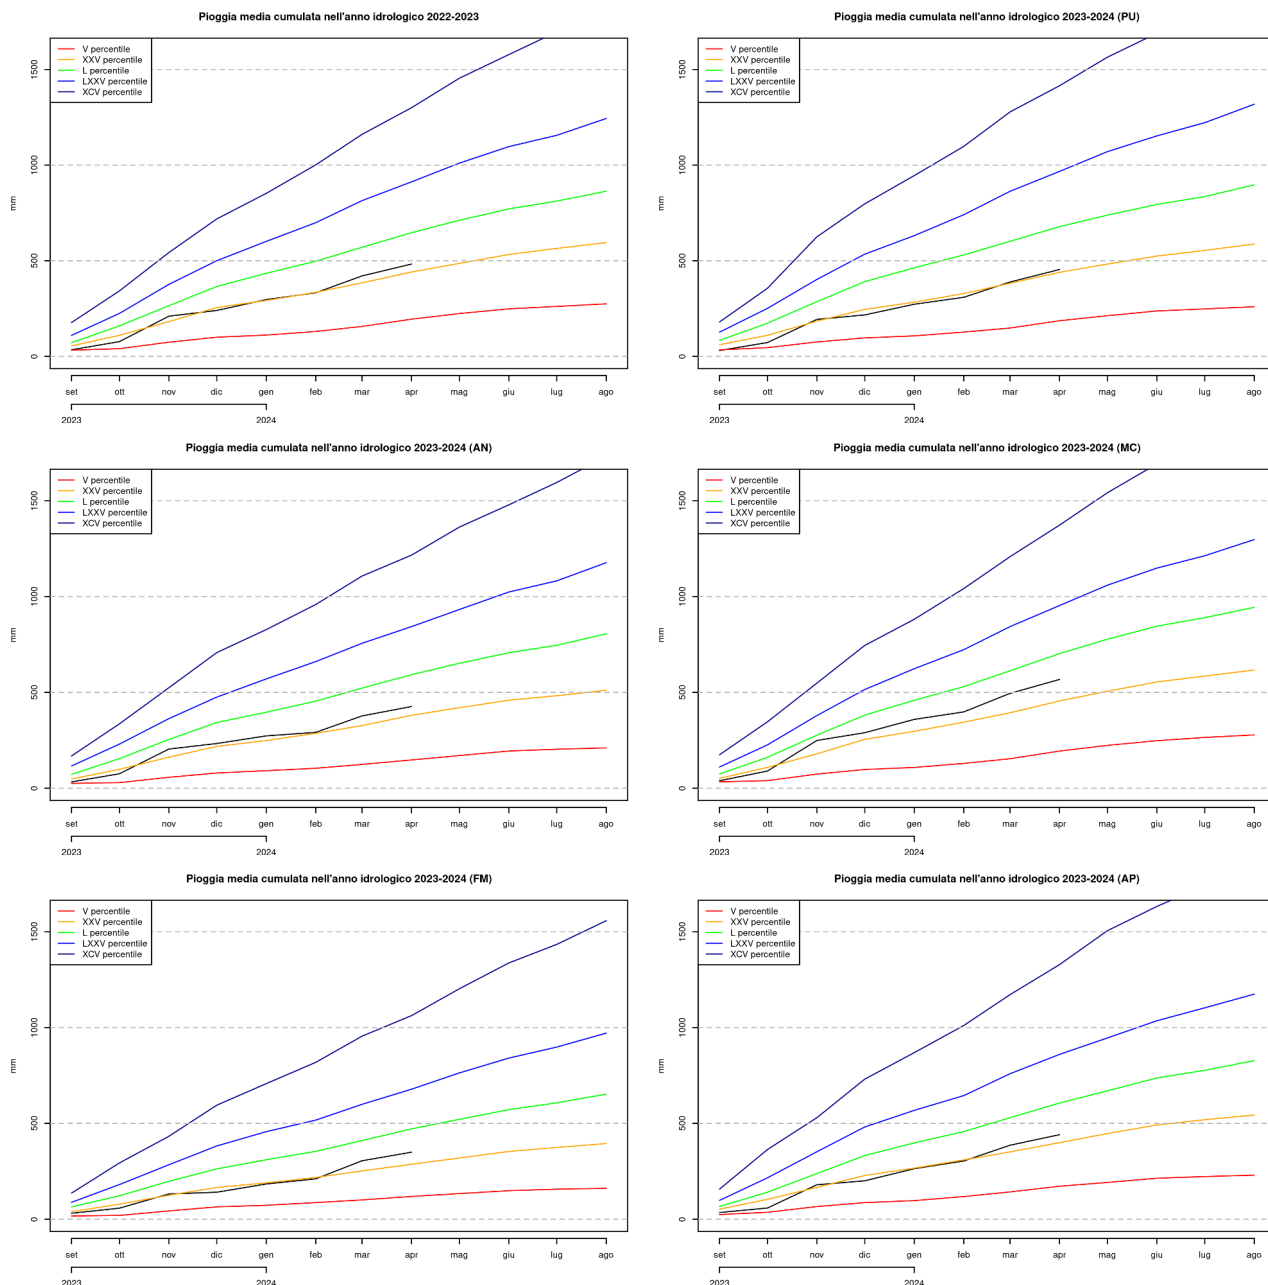 Pioggia media cumulata nell'anno idrologico 2022-2023
V percentile
XXV percentile
L percentile
LXXV percentile
XCV percentile
mm
0
500
1000
1500
set ott nov dic gen feb mar apr mag giu lug ago
2023 2024
Pioggia media cumulata nell'anno idrologico 2023-2024 (PU)
V percentile
XXV percentile
L percentile
LXXV percentile
XCV percentile
mm
0
500
1000
1500
set ott nov dic gen feb mar apr mag giu lug ago
2023 2024
Pioggia media cumulata nell'anno idrologico 2023-2024 (AN)
V percentile
XXV percentile
L percentile
LXXV percentile
XCV percentile
mm
0
500
1000
1500
set ott nov dic gen feb mar apr mag giu lug ago
2023 2024
Pioggia media cumulata nell'anno idrologico 2023-2024 (MC)
V percentile
XXV percentile
L percentile
LXXV percentile
XCV percentile
mm
0
500
1000
1500
set ott nov dic gen feb mar apr mag giu lug ago
2023 2024
Pioggia media cumulata nell'anno idrologico 2023-2024 (FM)
V percentile
XXV percentile
L percentile
LXXV percentile
XCV percentile
mm
0
500
1000
1500
set ott nov dic gen feb mar apr mag giu lug ago
2023 2024
Pioggia media cumulata nell'anno idrologico 2023-2024 (AP)
V percentile
XXV percentile
L percentile
LXXV percentile
XCV percentile
mm
0
500
1000
1500
set ott nov dic gen feb mar apr mag giu lug ago
2023 2024